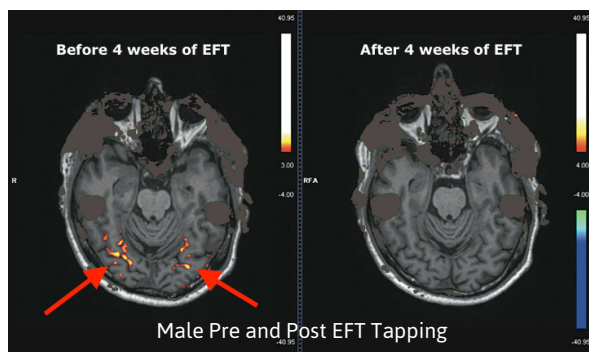 40.95
40.95
Before 4 weeks of EFT
After 4 weeks of EFT
3.00
-4.00
R
RFA
4.00
-4.00
Male Pre and Post EFT Tapping
-40.95
-40.95